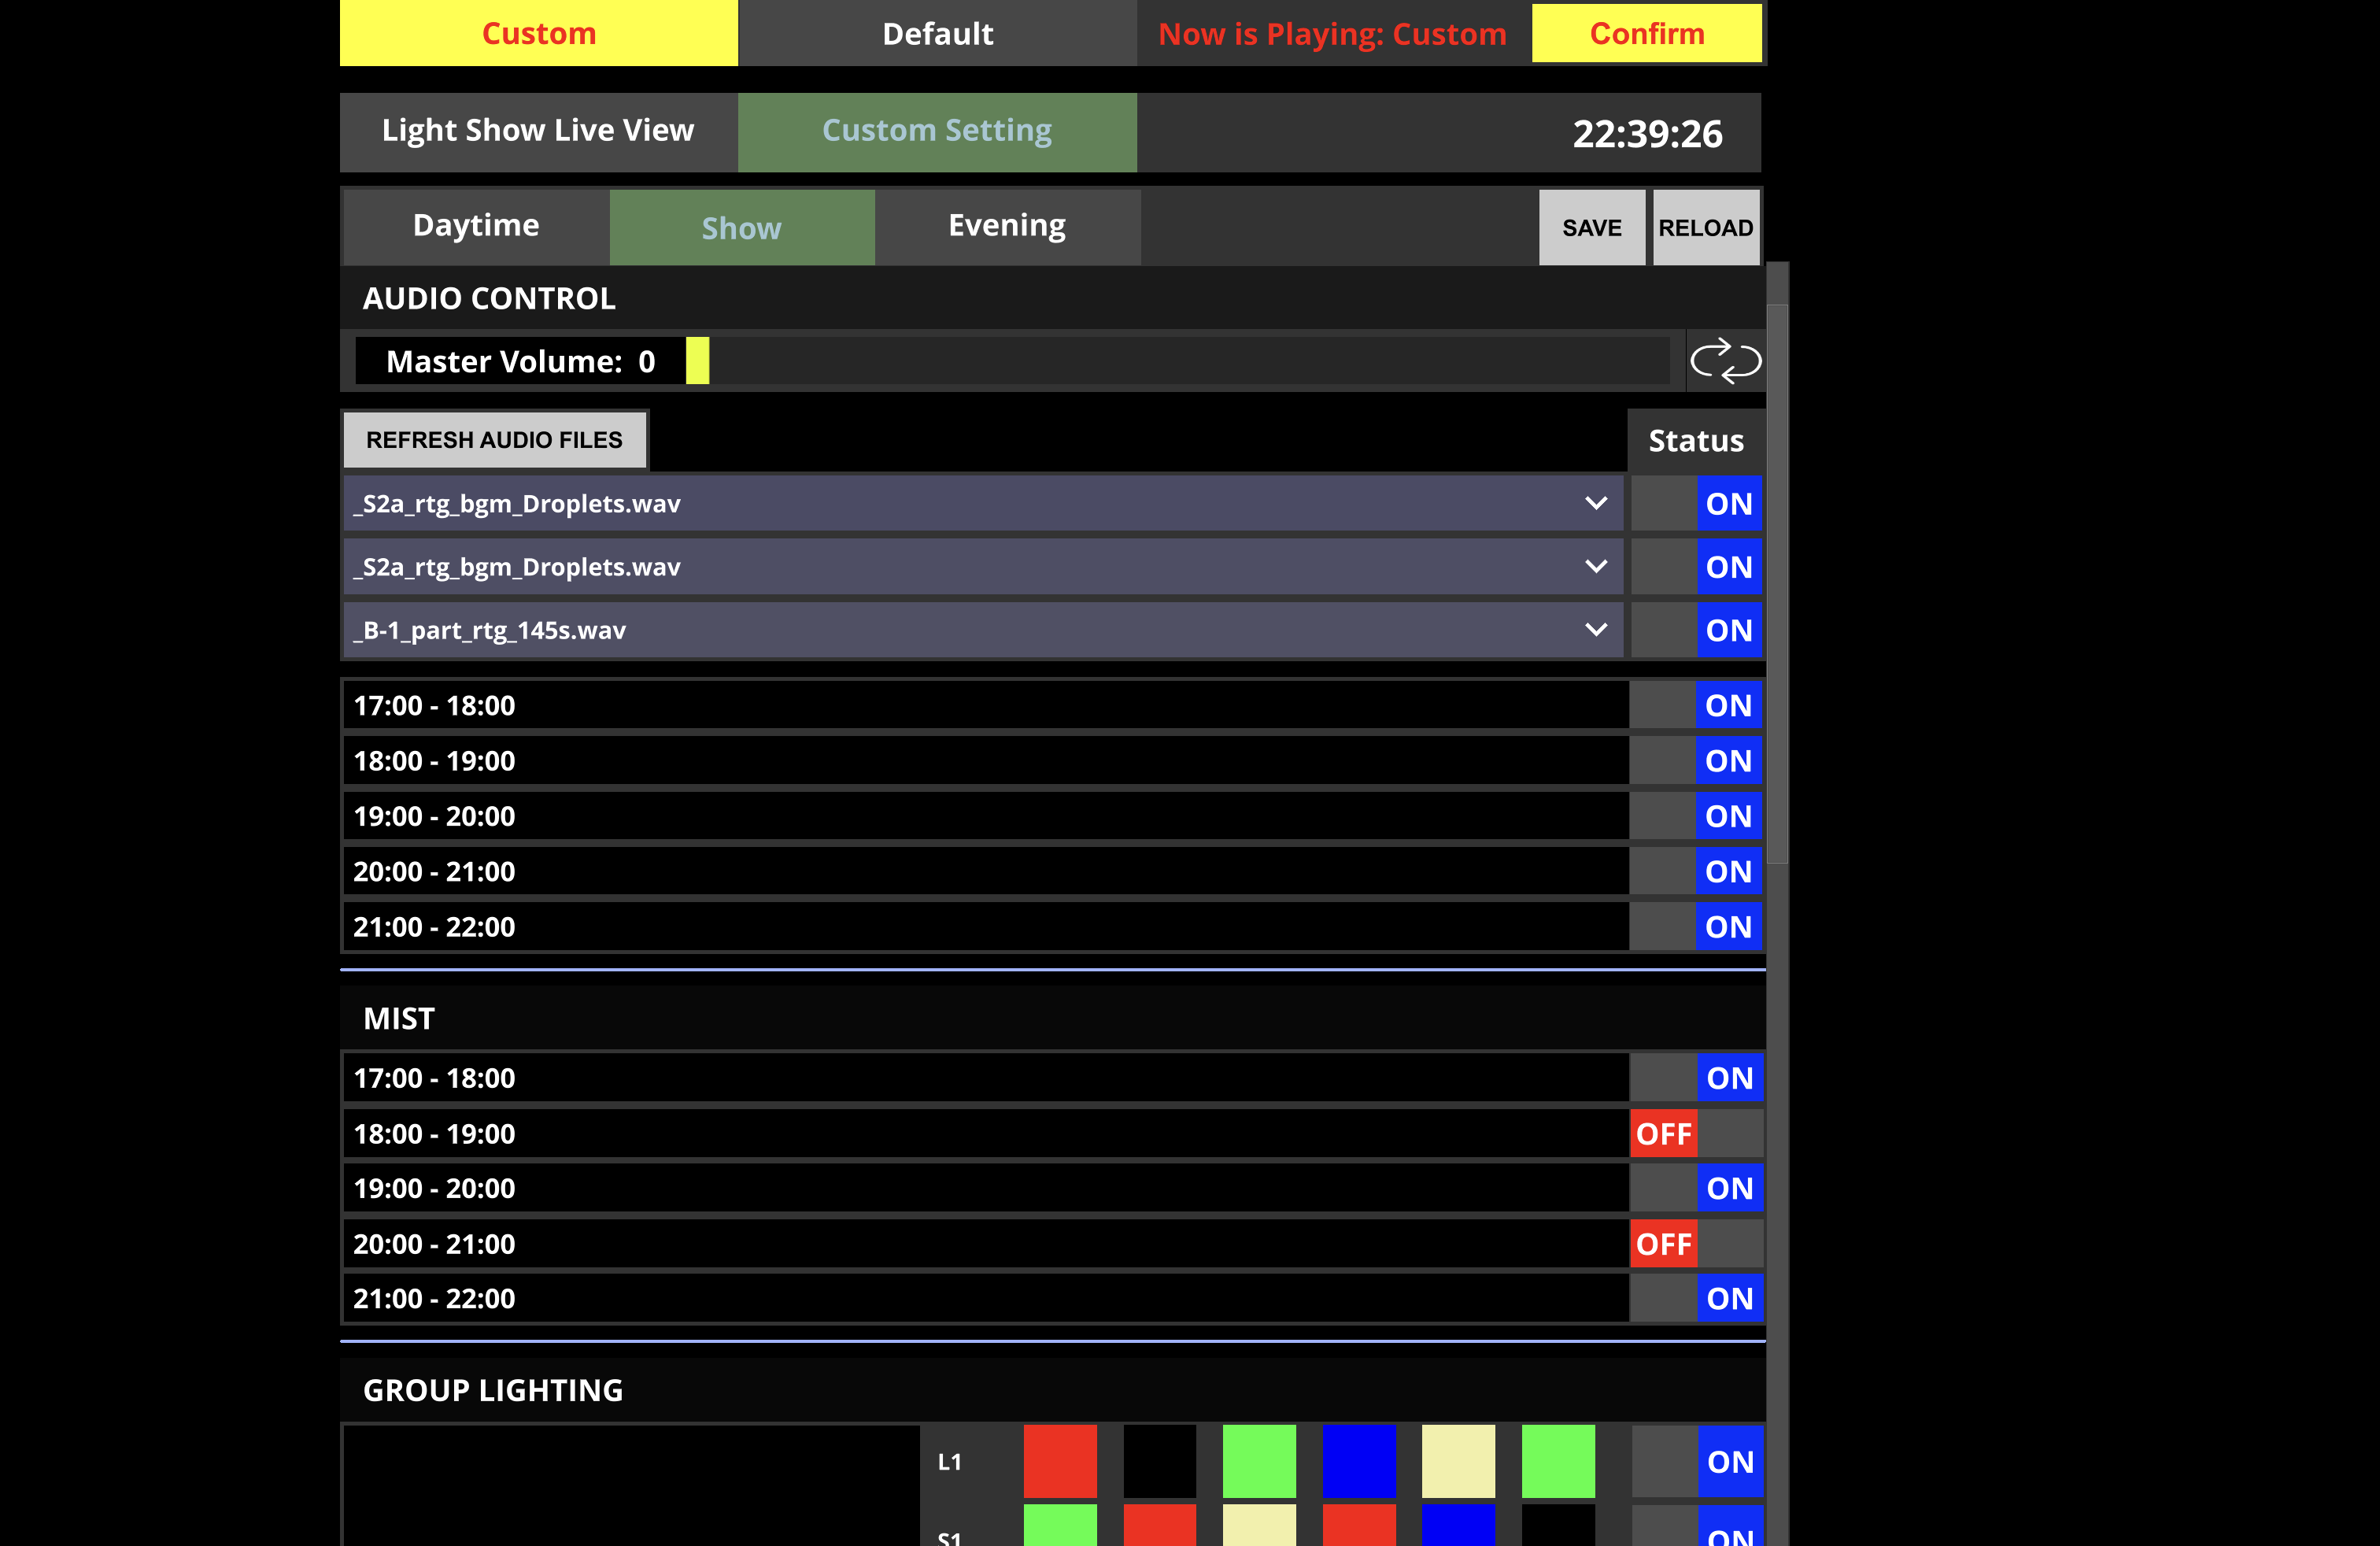 Custom
Default
Now is Playing: Custom
Confirm
Light Show Live View
Custom Setting
22:39:26
Daytime
Show
Evening
SAVE
RELOAD
AUDIO CONTROL
Master Volume: 0
REFRESH AUDIO FILES
Status
_S2a_rtg_bgm_Droplets.wav
ON
_S2a_rtg_bgm_Droplets.wav
ON
_B-1_part_rtg_145s.wav
ON
17:00 - 18:00
ON
18:00 - 19:00
ON
19:00 - 20:00
ON
20:00 - 21:00
ON
21:00 - 22:00
ON
MIST
17:00 - 18:00
ON
18:00 - 19:00
OFF
19:00 - 20:00
ON
20:00 - 21:00
OFF
21:00 - 22:00
ON
GROUP LIGHTING
L1
ON
S1
ON